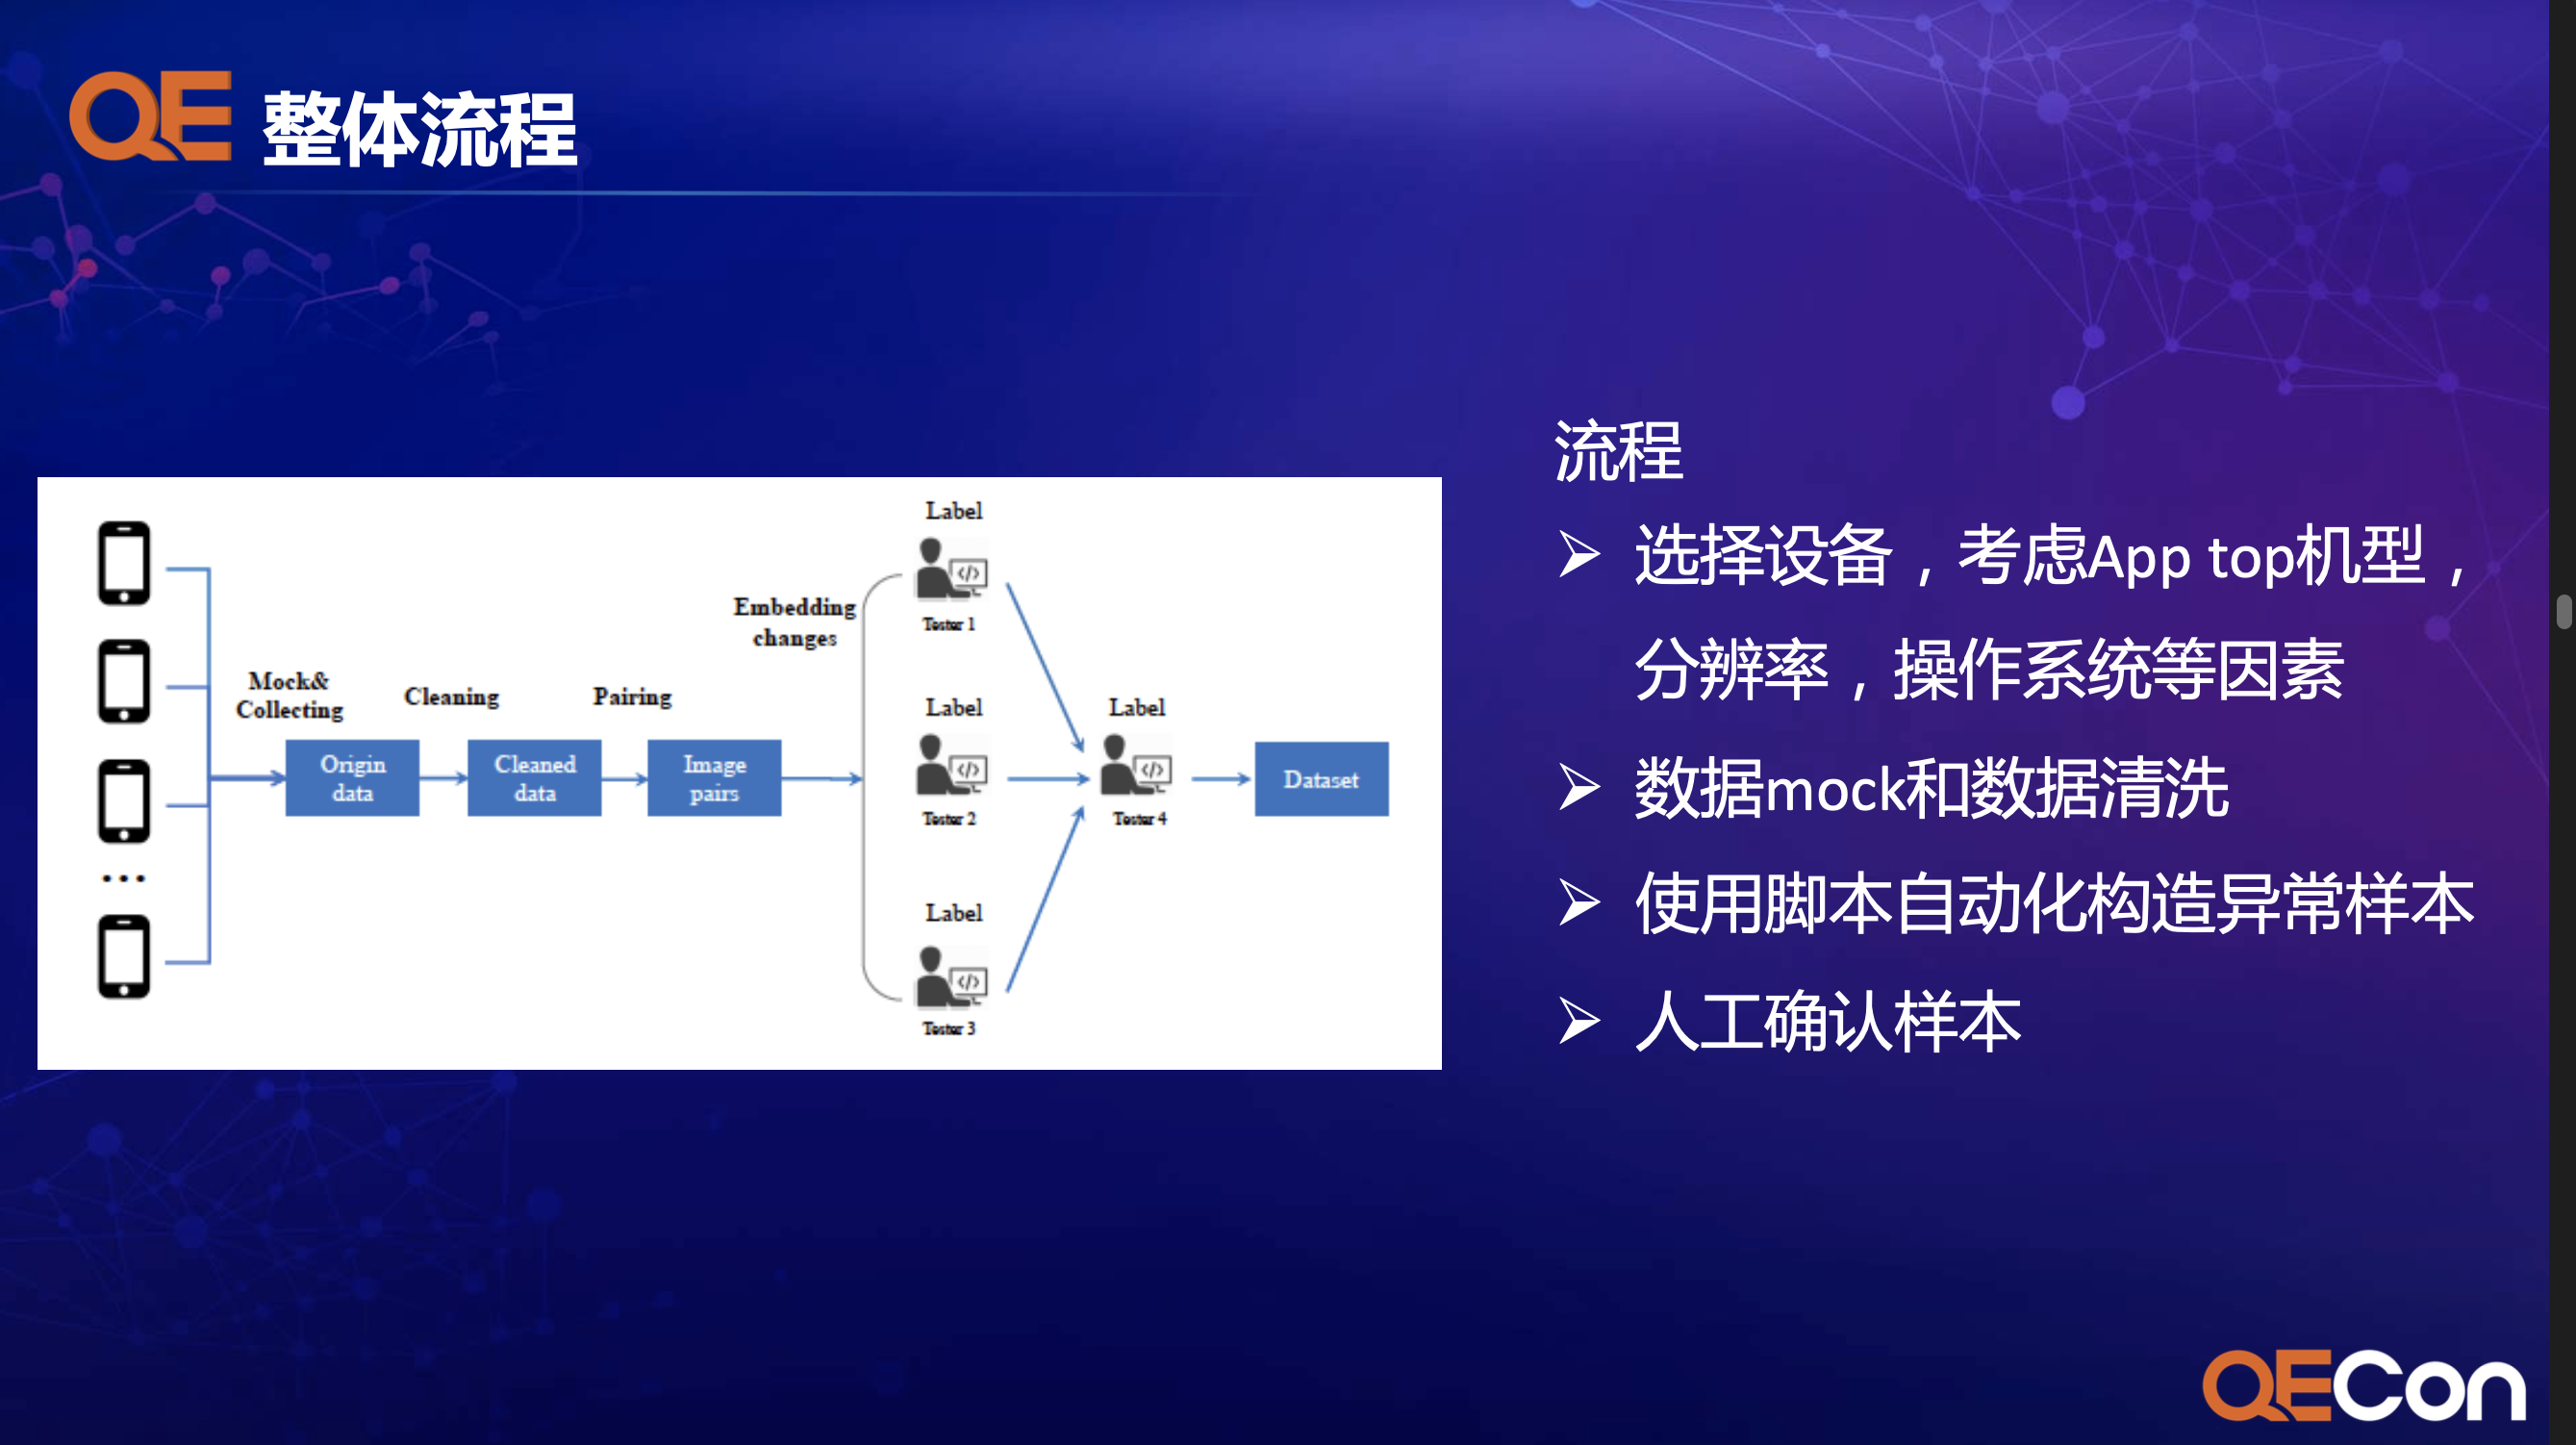 QE 整体流程
Label
Tester 1
Embedding
changes
Mock&
Collecting
Cleaning
Pairing
Origin
data
Cleaned
data
Image
pairs
Label
Tester 2
Label
Tester 3
Label
Tester 4
Dataset
流程
选择设备，考虑App top机型，
分辨率，操作系统等因素
数据mock和数据清洗
使用脚本自动化构造异常样本
人工确认样本
QECon